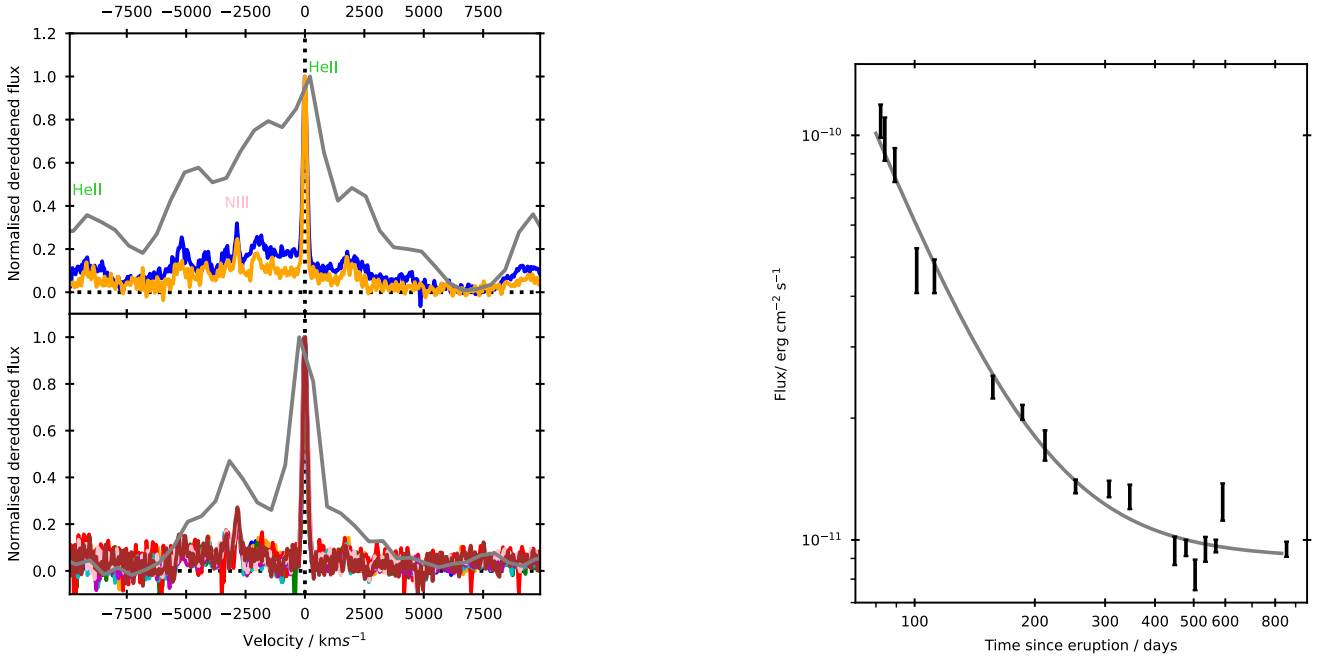 −7500 −5000 −2500 0 2500 5000 7500
Normalised dereddened flux
1.2
1.0
0.8
0.6
0.4
0.2
0.0
HeII
HeII
NIII
Normalised dereddened flux
1.0
0.8
0.6
0.4
0.2
0.0
−7500 −5000 −2500 0 2500 5000 7500
Velocity / kms⁻¹
Flux/ erg cm⁻² s⁻¹
10⁻¹⁰
10⁻¹¹
100 200 300 400 500 600 800
Time since eruption / days